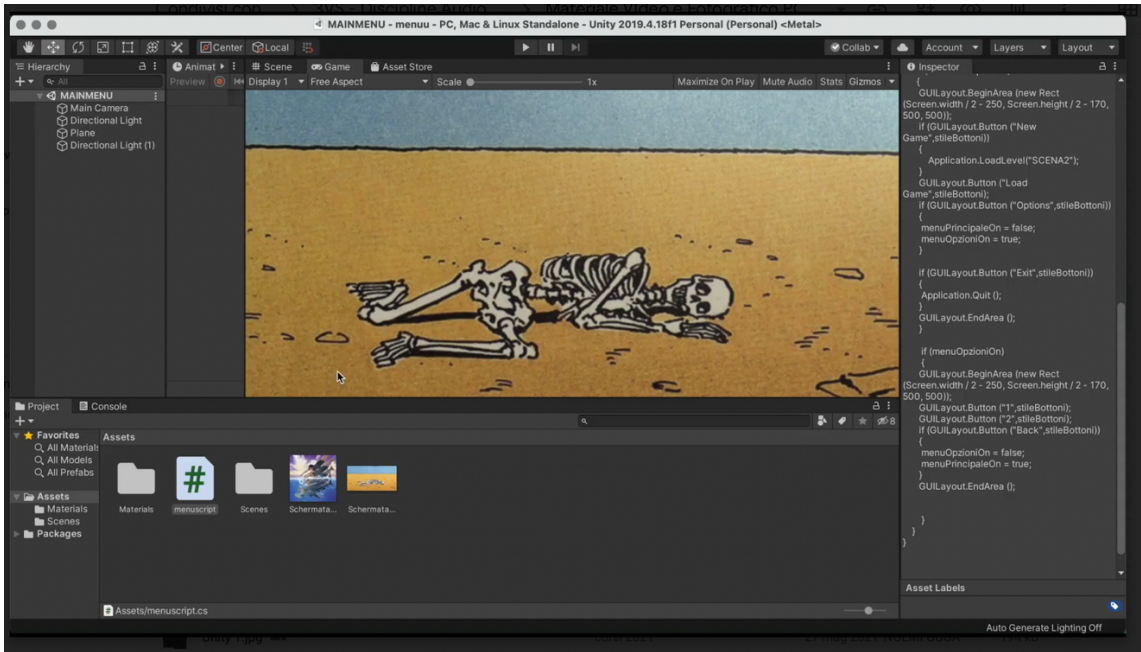 MAINMENU - menuu - PC, Mac & Linux Standalone - Unity 2019.4.18f1 Personal (Personal) <Metal>
Center Local Collab Account Layers Layout
Hierarchy
All
MAINMENU
Main Camera
Directional Light
Plane
Directional Light (1)
Animat
Preview
Scene Game Asset Store
Display 1 Free Aspect Scale 1x Maximize On Play Mute Audio Stats Gizmos
Inspector
{
GUILayout.BeginArea (new Rect
(Screen.width / 2 - 250, Screen.height / 2 - 170,
500, 500));
if (GUILayout.Button ("New
Game",stileBottoni))
{
Application.LoadLevel("SCENA2");
}
GUILayout.Button ("Load
Game",stileBottoni);
if (GUILayout.Button ("Options",stileBottoni))
{
menuPrincipaleOn = false;
menuOpzioniOn = true;
}
if (GUILayout.Button ("Exit",stileBottoni))
{
Application.Quit ();
}
GUILayout.EndArea ();
}
if (menuOpzioniOn)
{
GUILayout.BeginArea (new Rect
(Screen.width / 2 - 250, Screen.height / 2 - 170,
500, 500));
GUILayout.Button ("1",stileBottoni);
GUILayout.Button ("2",stileBottoni);
if (GUILayout.Button ("Back",stileBottoni))
{
menuOpzioniOn = false;
menuPrincipaleOn = true;
}
GUILayout.EndArea ();
}
}
}
Asset Labels
Project Console
8
Favorites
All Materials
All Models
All Prefabs
Assets
Materials
Scenes
Packages
Assets
Materials menuscript Scenes Schermata... Schermata...
Assets/menuscript.cs
Auto Generate Lighting Off